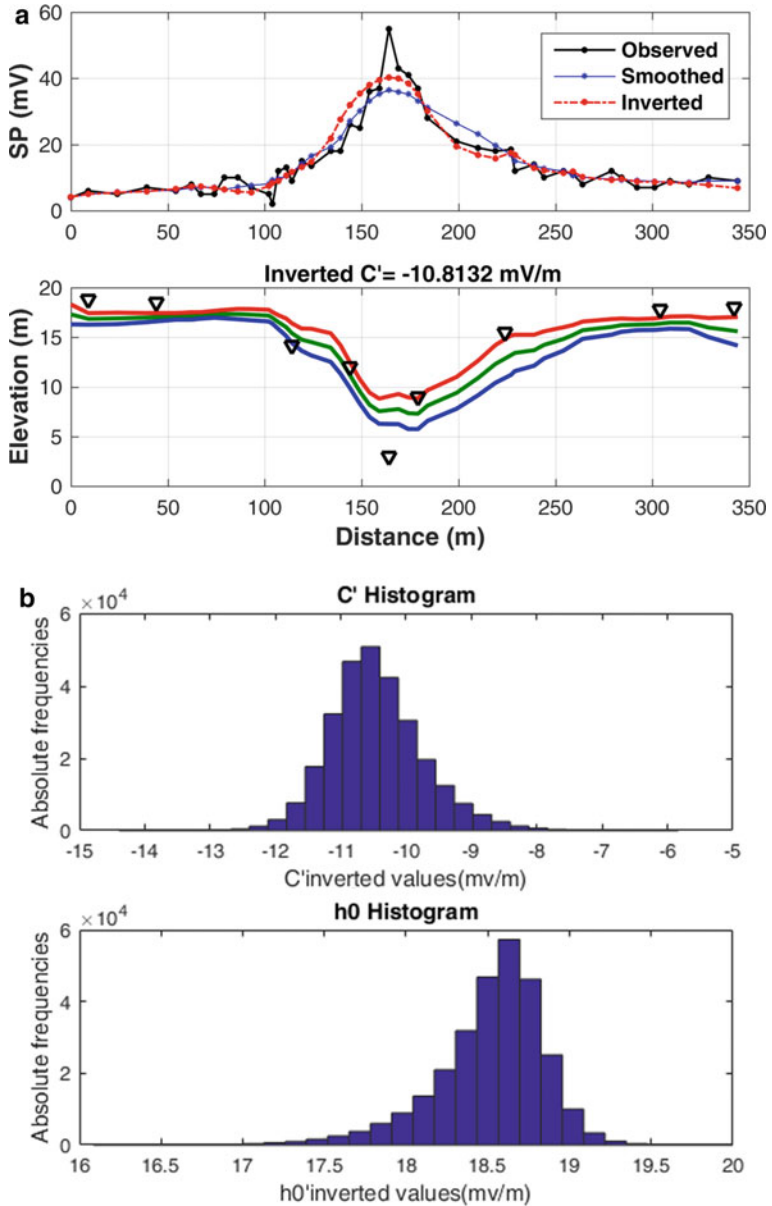 a
60
40
20
0
SP (mV)
Observed
Smoothed
Inverted
0 50 100 150 200 250 300 350
Inverted C'= -10.8132 mV/m
20
15
10
5
0
Elevation (m)
0 50 100 150 200 250 300 350
Distance (m)
b
C' Histogram
×10^4
6
4
2
0
Absolute frequencies
-15 -14 -13 -12 -11 -10 -9 -8 -7 -6 -5
C'inverted values(mv/m)
h0 Histogram
×10^4
6
4
2
0
Absolute frequencies
16 16.5 17 17.5 18 18.5 19 19.5 20
h0'inverted values(mv/m)